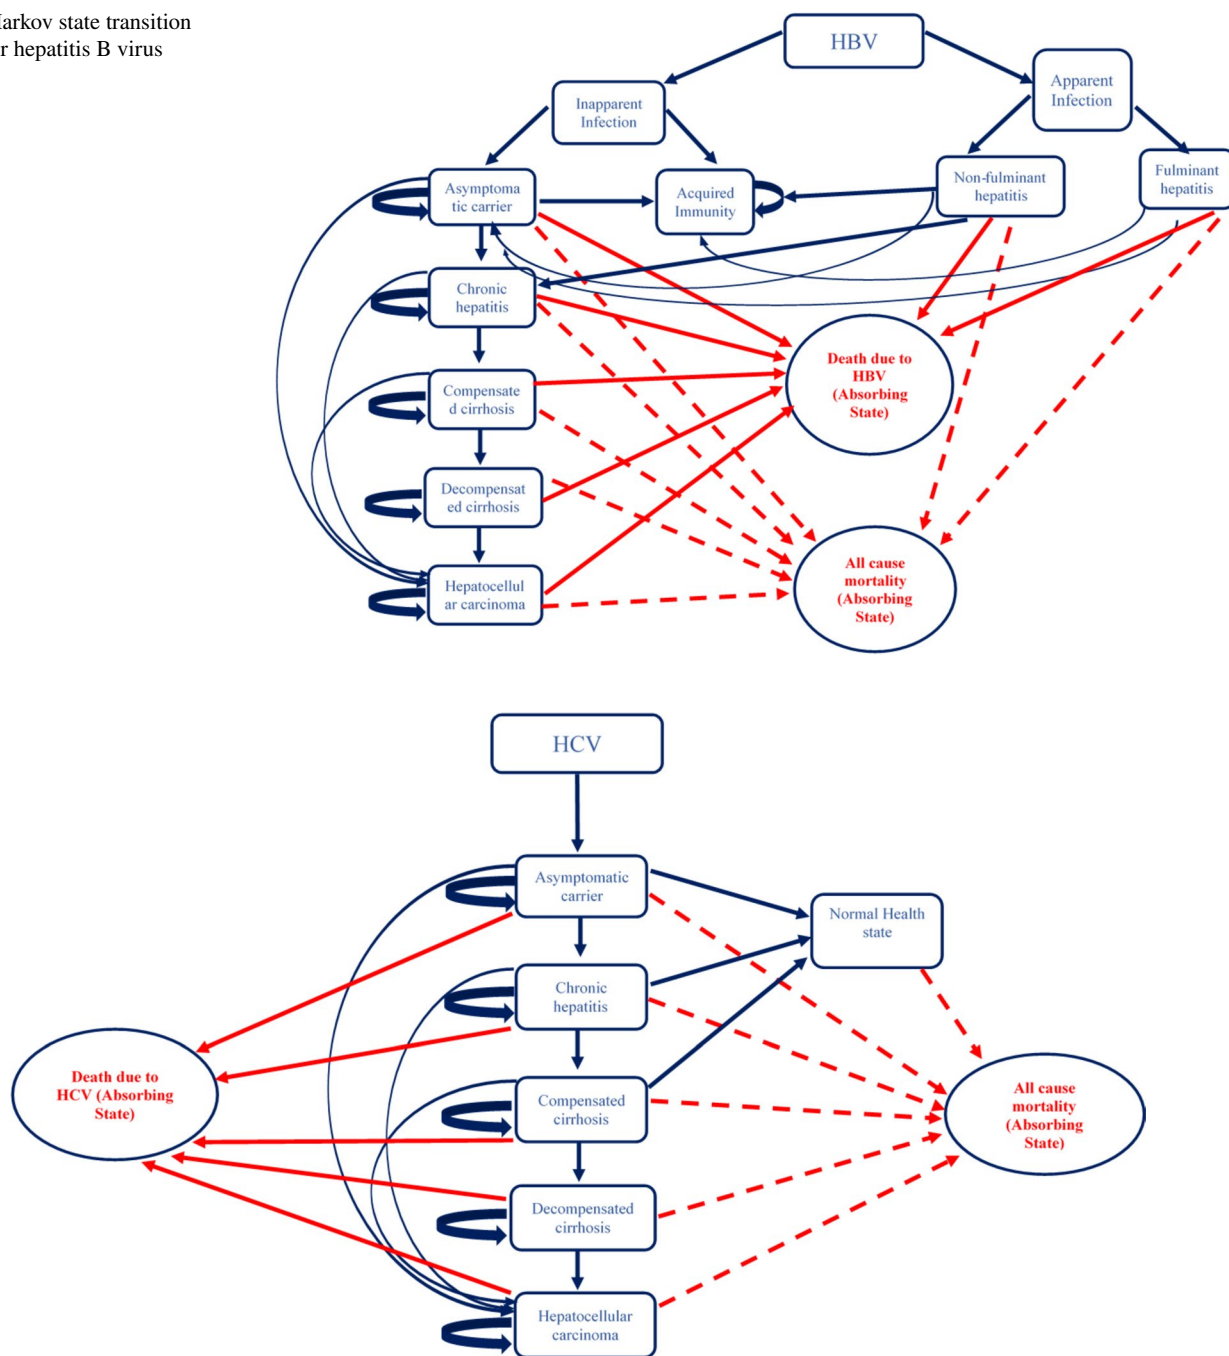 Markov state transition
r hepatitis B virus
HBV
Apparent
Infection
Inapparent
Infection
Asymptoma
tic carrier
Acquired
Immunity
Non-fulminant
hepatitis
Fulminant
hepatitis
Chronic
hepatitis
Death due to
HBV
(Absorbing
State)
Compensate
d cirrhosis
Decompensat
ed cirrhosis
All cause
mortality
(Absorbing
State)
Hepatocellul
ar carcinoma
HCV
Asymptomatic
carrier
Normal Health
state
Chronic
hepatitis
Death due to
HCV (Absorbing
State)
Compensated
cirrhosis
All cause
mortality
(Absorbing
State)
Decompensated
cirrhosis
Hepatocellular
carcinoma